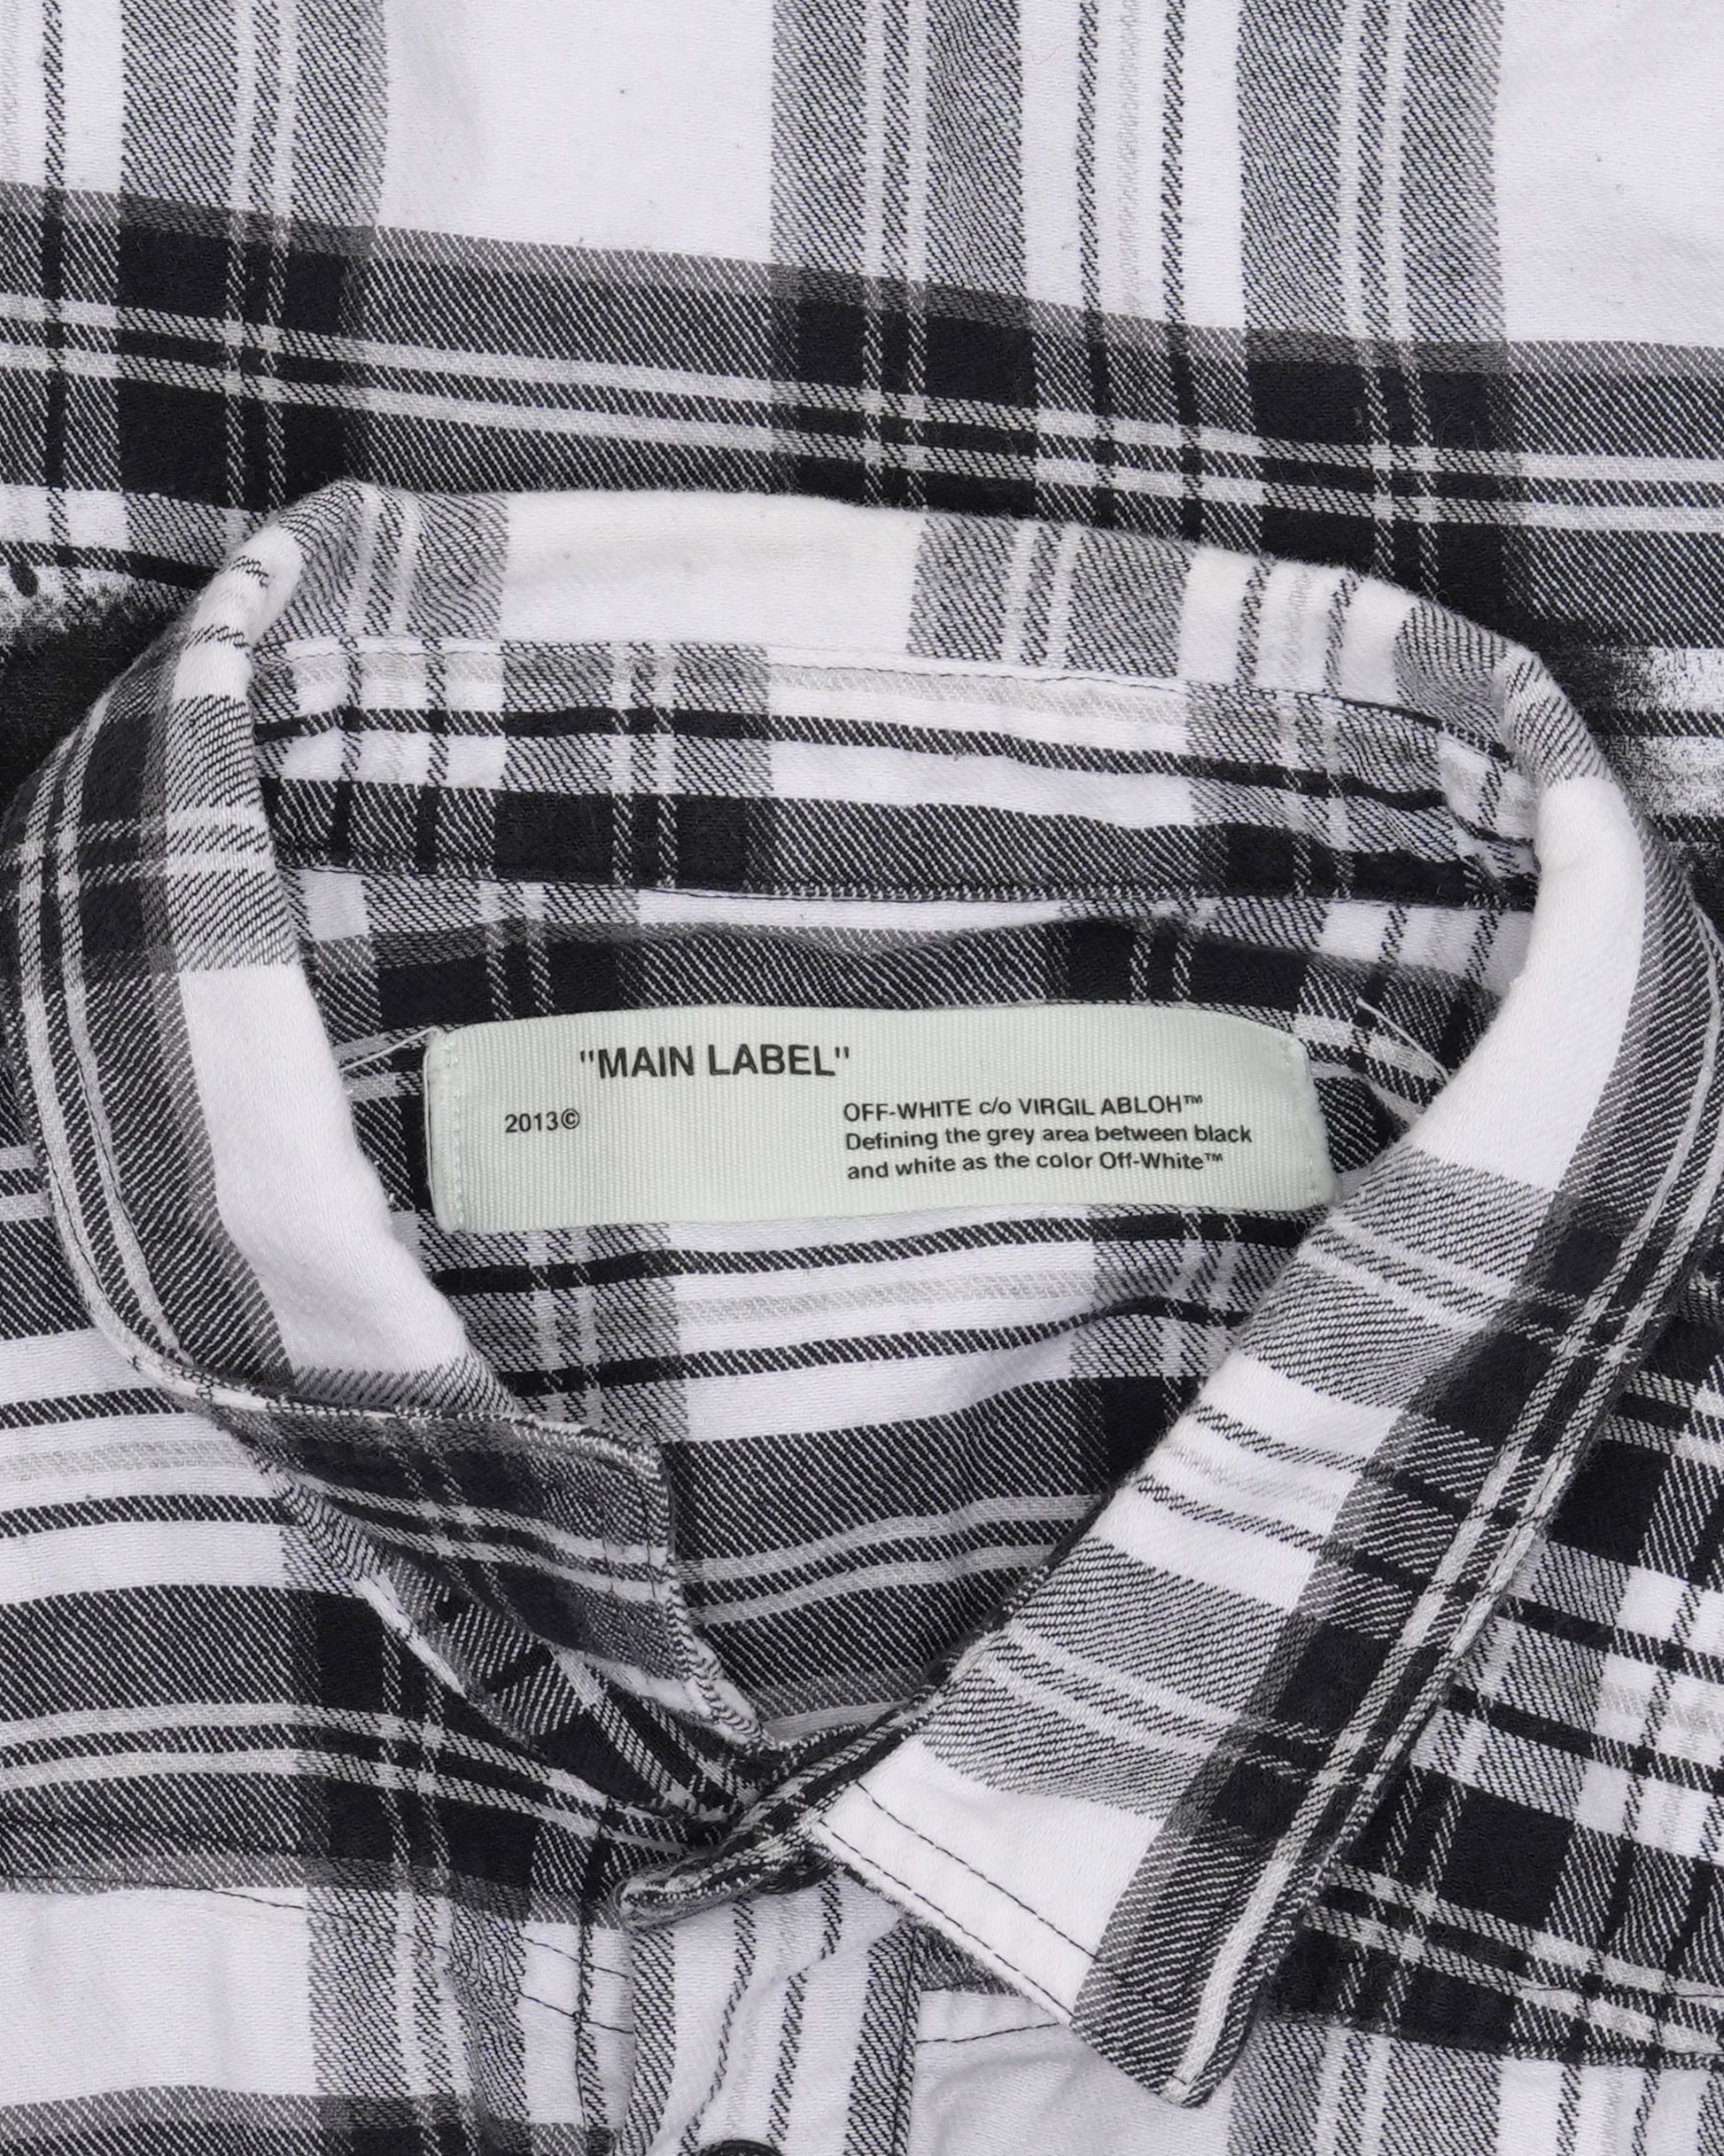 "MAIN LABEL"
2013©
OFF-WHITE c/o VIRGIL ABLOH™
Defining the grey area between black
and white as the color Off-White™